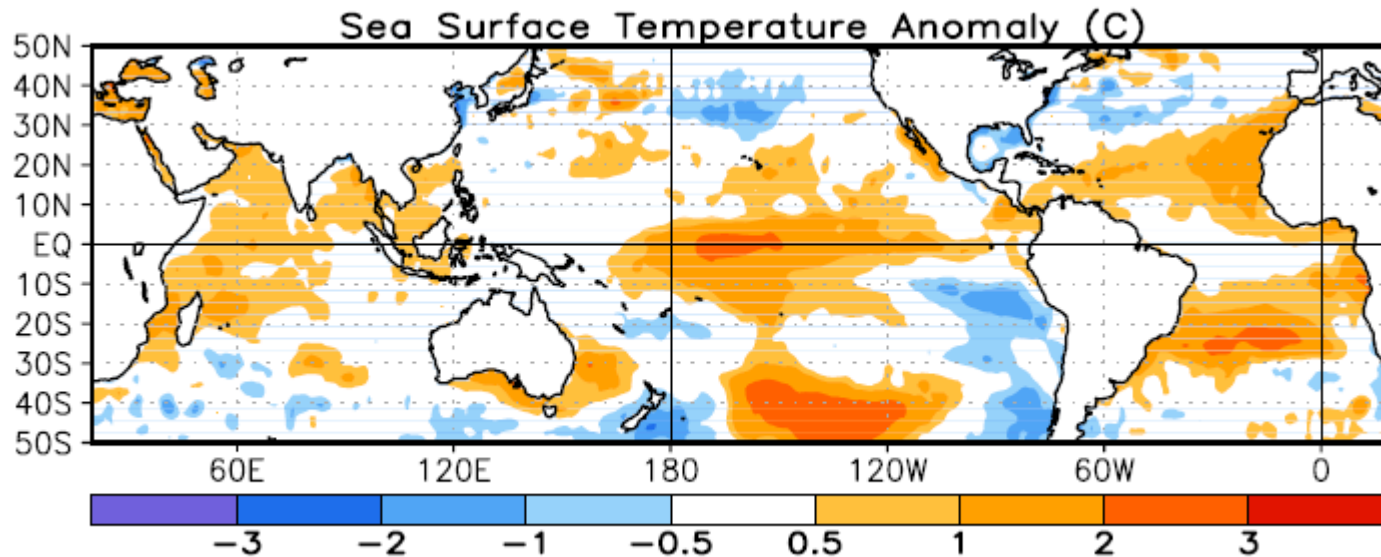 Sea Surface Temperature Anomaly (C)
50N
40N
30N
20N
10N
EQ
10S
20S
30S
40S
50S
60E 120E 180 120W 60W 0
-3 -2 -1 -0.5 0.5 1 2 3